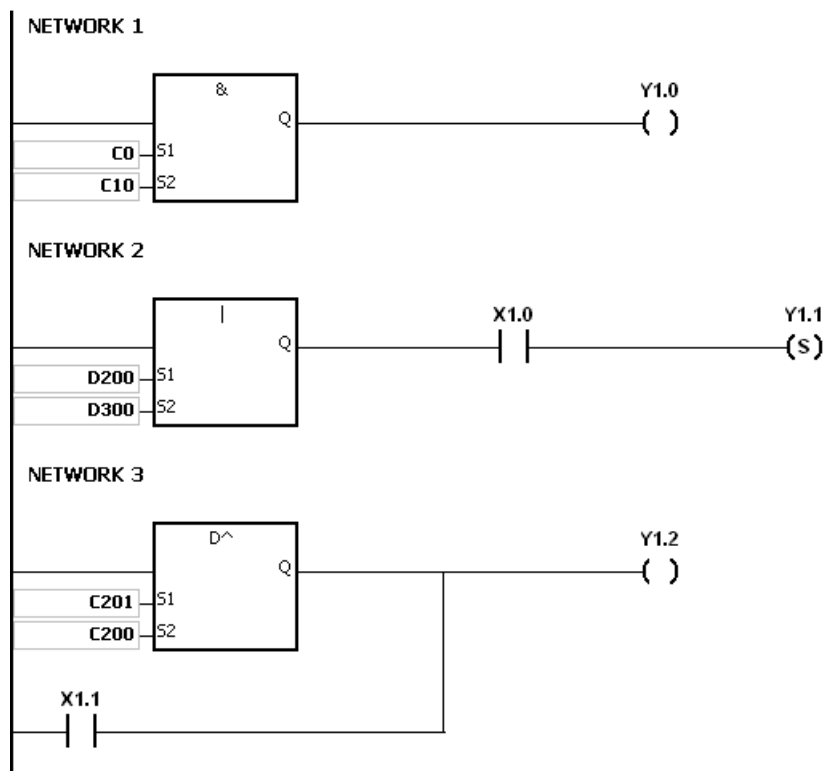 NETWORK 1
&
Y1.0
Q
( )
C0 S1
C10 S2
NETWORK 2
|
X1.0 Y1.1
Q
(S)
D200 S1
D300 S2
NETWORK 3
D^
Y1.2
Q
( )
C201 S1
C200 S2
X1.1